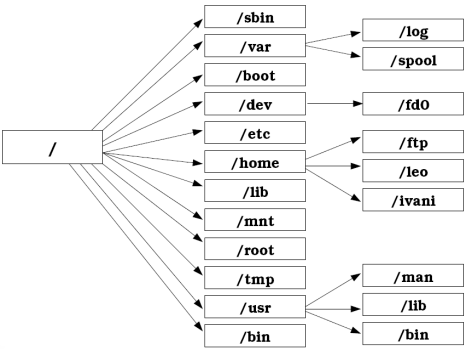 /
/sbin
/var
/boot
/dev
/etc
/home
/lib
/mnt
/root
/tmp
/usr
/bin
/log
/spool
/fd0
/ftp
/leo
/ivani
/man
/lib
/bin